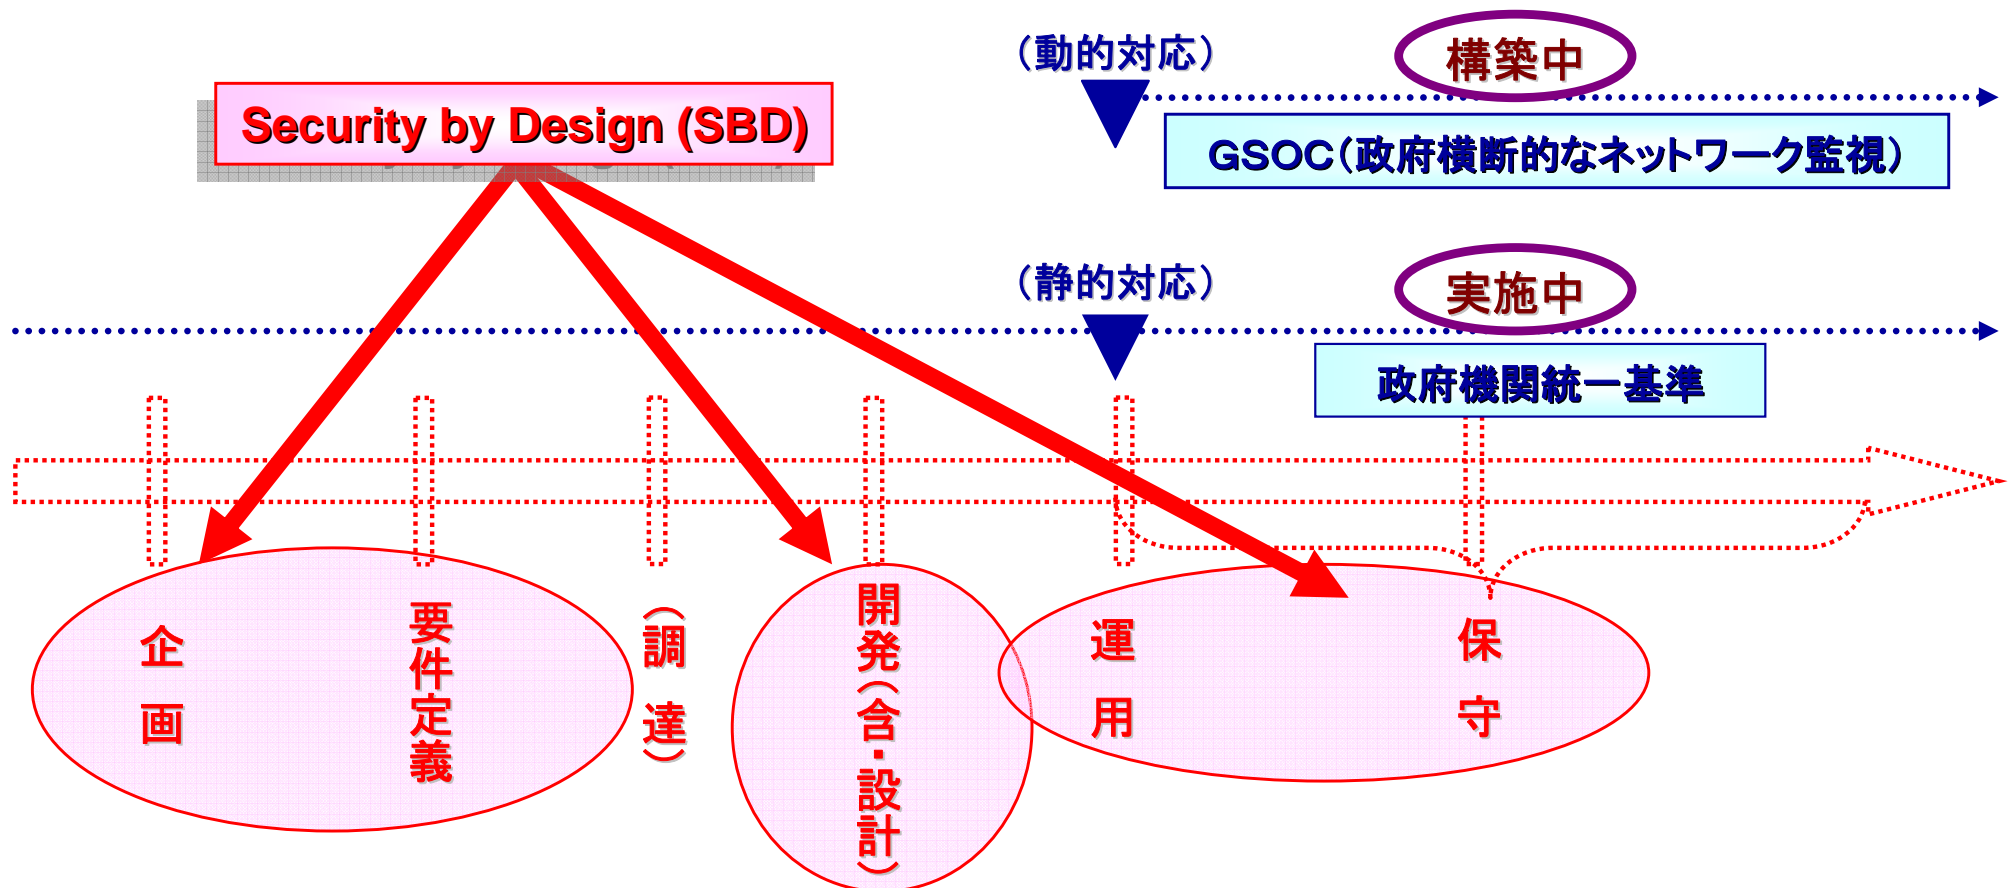 (動的対応)
構築中
Security by Design (SBD)
GSOC(政府横断的なネットワーク監視)
(静的対応)
実施中
政府機関統一基準
企画
要件定義
(調達)
開発(含・設計)
運用
保守